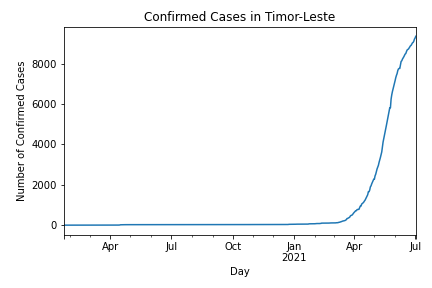 Confirmed Cases in Timor-Leste
Number of Confirmed Cases
8000
6000
4000
2000
0
Apr Jul Oct Jan Apr Jul
2021
Day